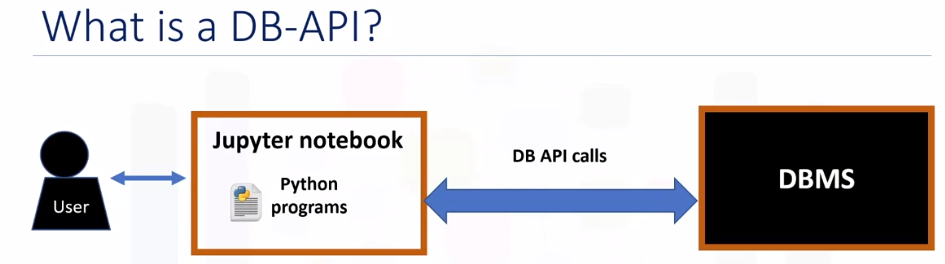 What is a DB-API?
Jupyter notebook
Python
programs
User
DB API calls
DBMS